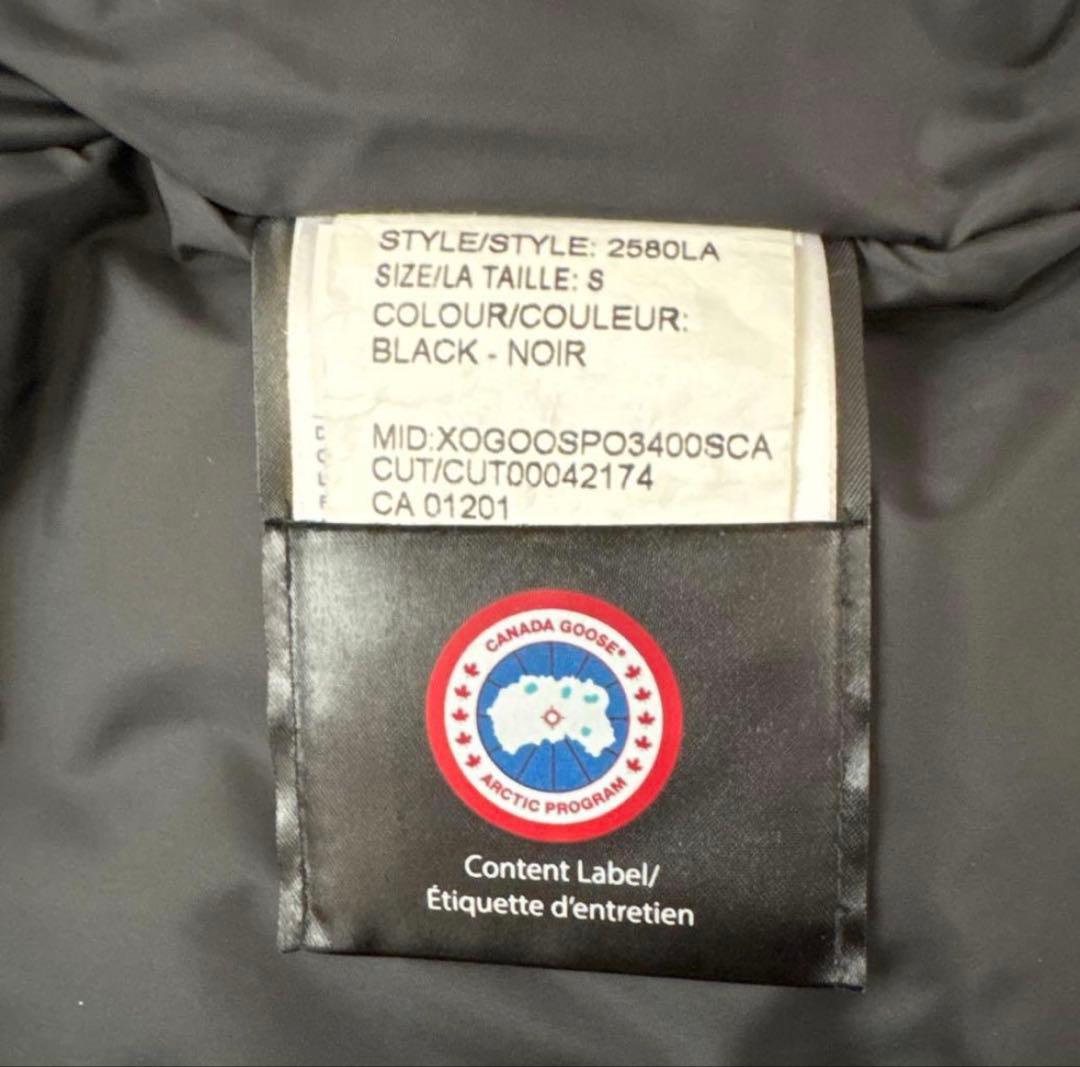 STYLE/STYLE: 2580LA
SIZE/LA TAILLE: S
COLOUR/COULEUR:
BLACK - NOIR
MID:XOGOOSPO3400SCA
CUT/CUT00042174
CA 01201
CANADA GOOSE®
ARCTIC PROGRAM
Content Label/
Étiquette d'entretien